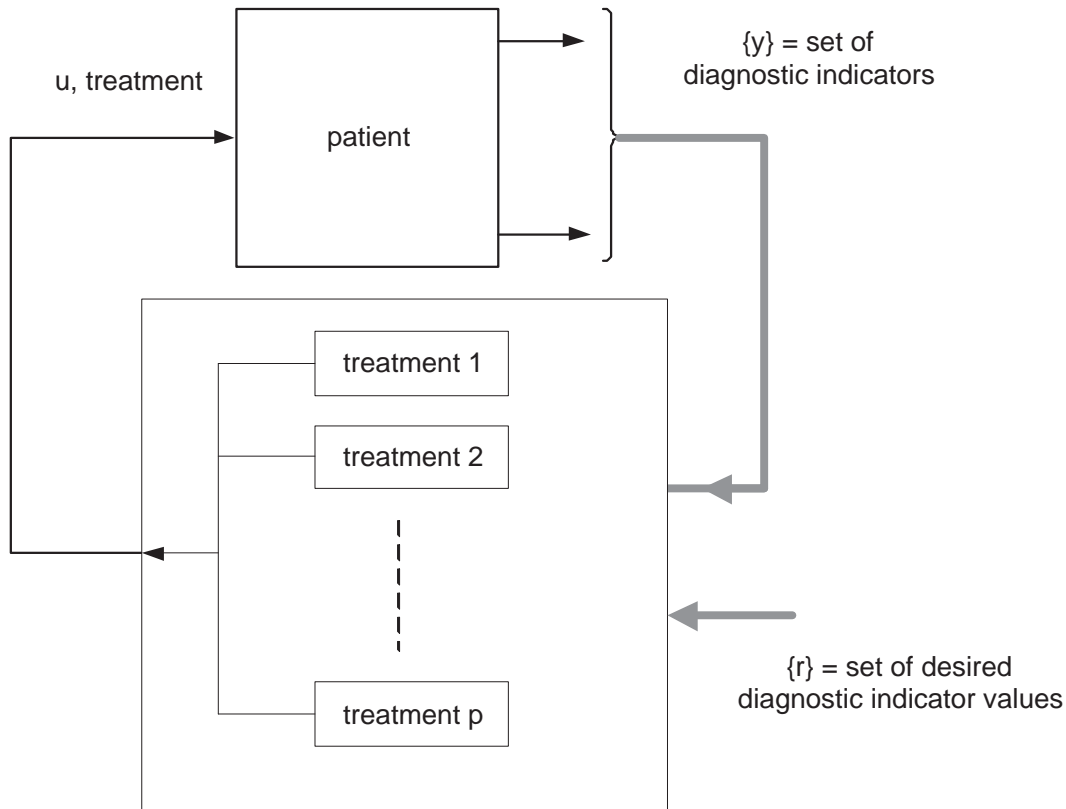 u, treatment
patient
{y} = set of
diagnostic indicators
treatment 1
treatment 2
treatment p
{r} = set of desired
diagnostic indicator values